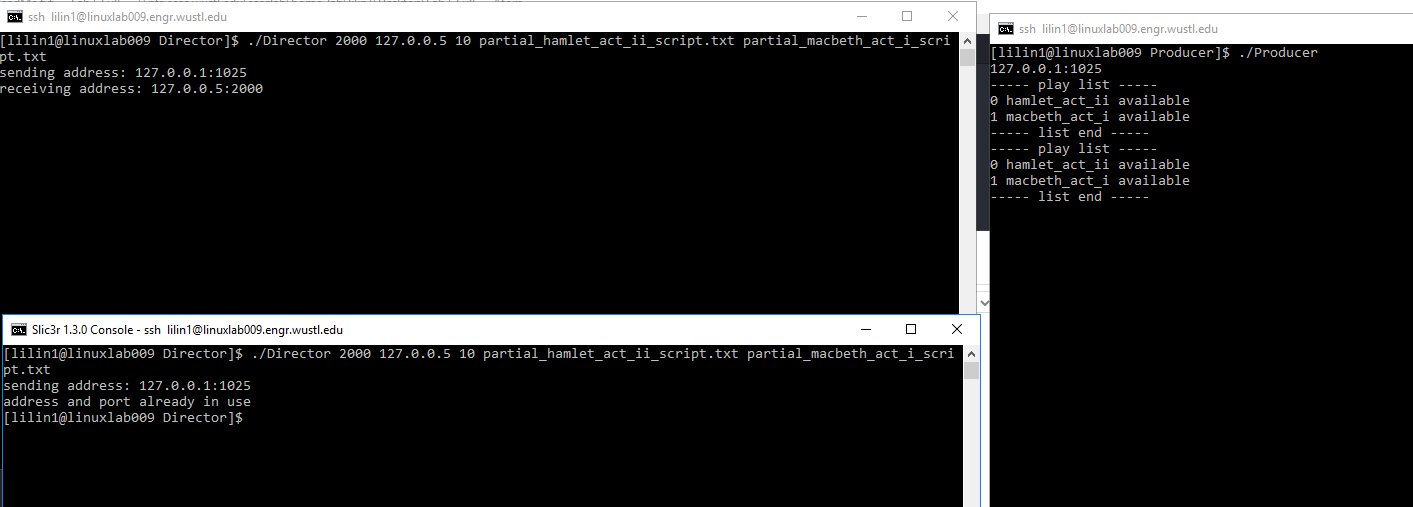 ssh lilin1@linuxlab009.engr.wustl.edu
[lilin1@linuxlab009 Director]$ ./Director 2000 127.0.0.5 10 partial_hamlet_act_ii_script.txt partial_macbeth_act_i_scri
pt.txt
sending address: 127.0.0.1:1025
receiving address: 127.0.0.5:2000
Slic3r 1.3.0 Console - ssh lilin1@linuxlab009.engr.wustl.edu
[lilin1@linuxlab009 Director]$ ./Director 2000 127.0.0.5 10 partial_hamlet_act_ii_script.txt partial_macbeth_act_i_scri
pt.txt
sending address: 127.0.0.1:1025
address and port already in use
[lilin1@linuxlab009 Director]$
ssh lilin1@linuxlab009.engr.wustl.edu
[lilin1@linuxlab009 Producer]$ ./Producer
127.0.0.1:1025
----- play list -----
0 hamlet_act_ii available
1 macbeth_act_i available
----- list end -----
----- play list -----
0 hamlet_act_ii available
1 macbeth_act_i available
----- list end -----